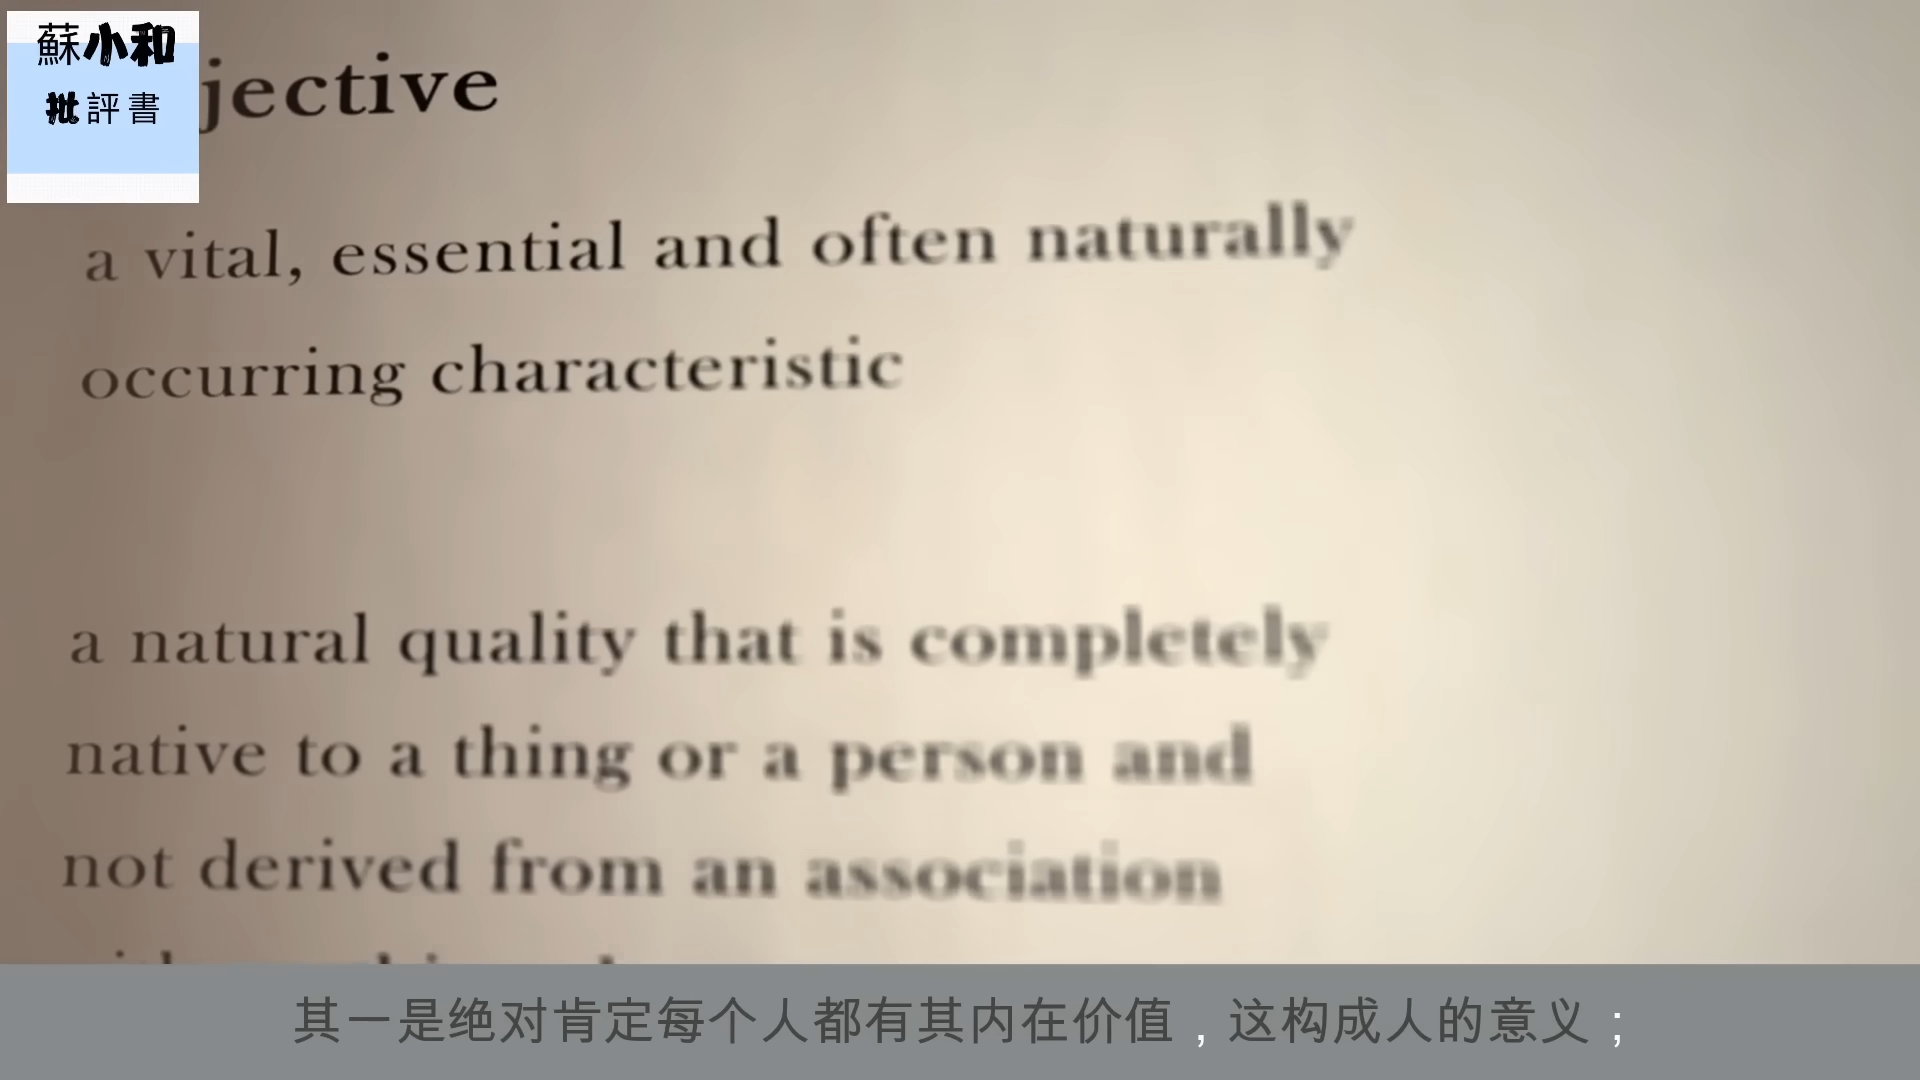 蘇小和
批評書
jective
a vital, essential and often naturally
occurring characteristic
a natural quality that is completely
native to a thing or a person and
not derived from an association
其一是绝对肯定每个人都有其内在价值，这构成人的意义；